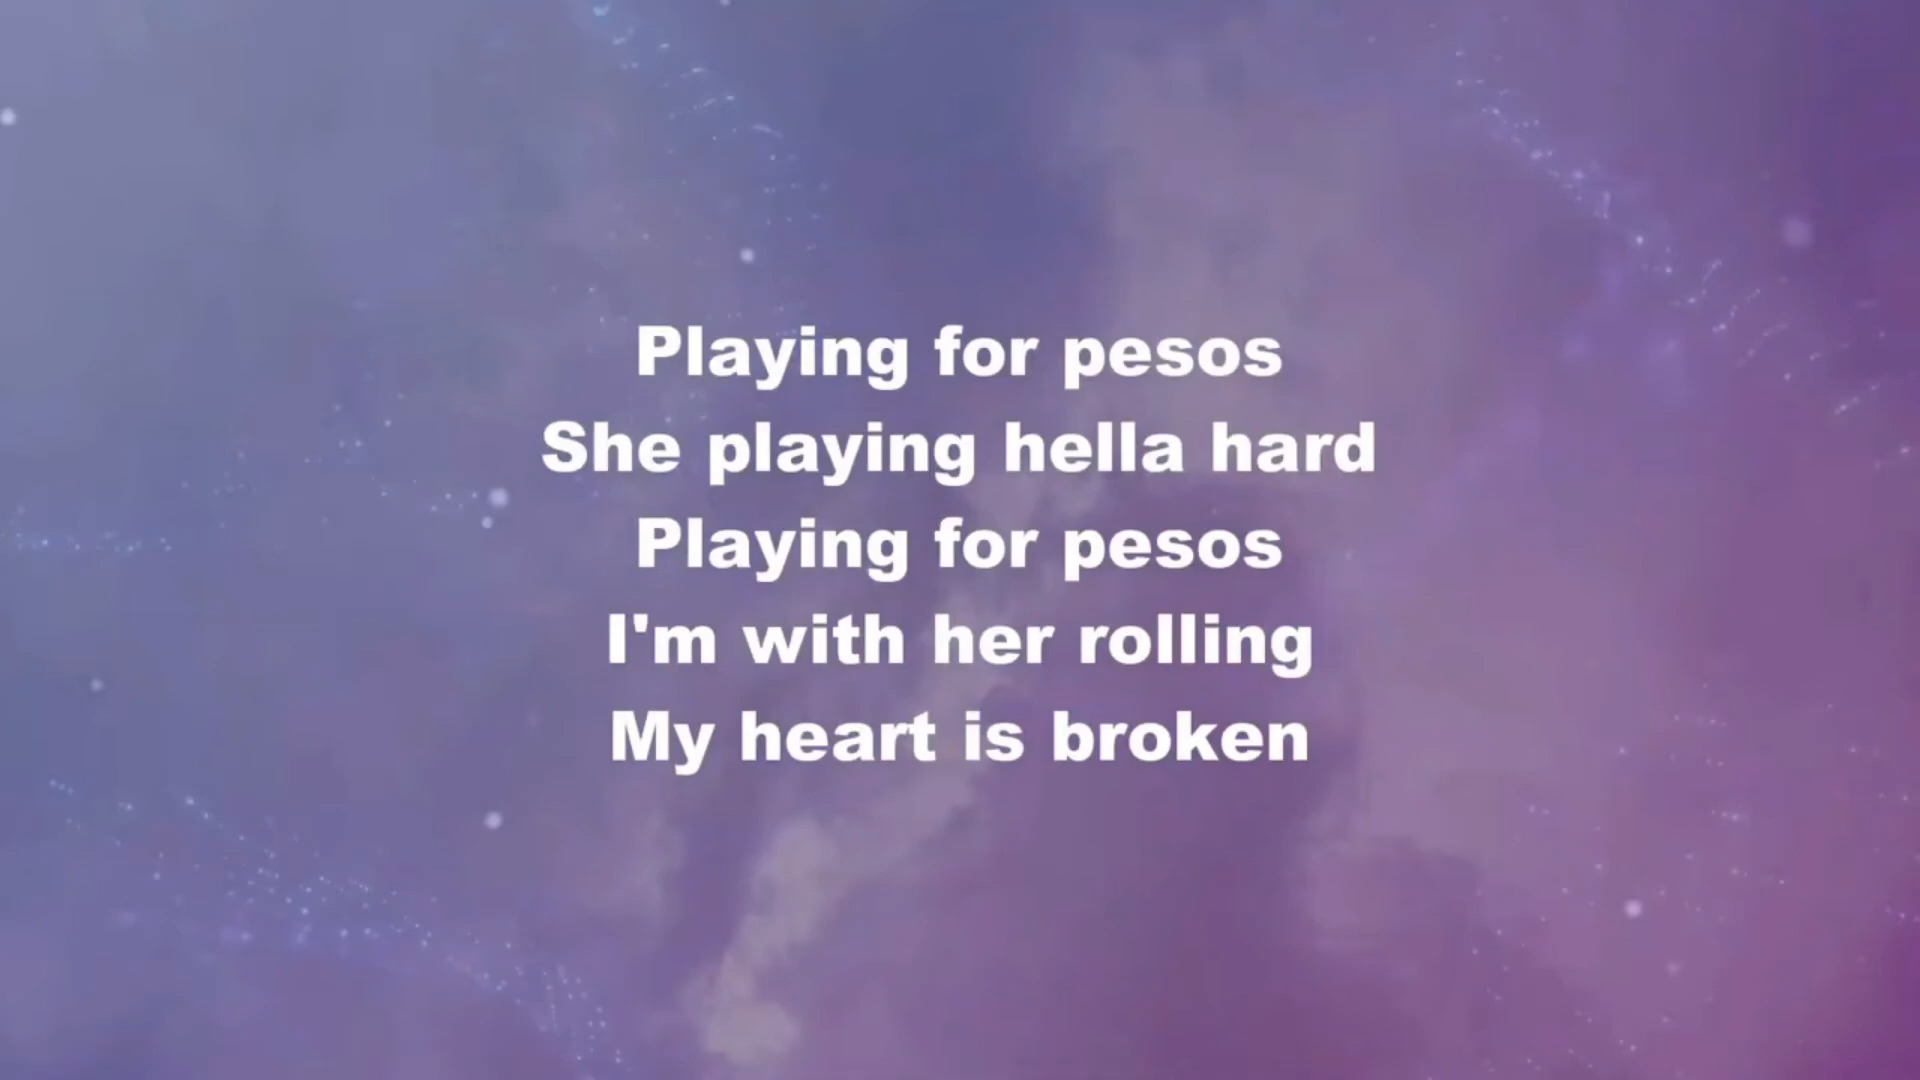 Playing for pesos
She playing hella hard
Playing for pesos
I'm with her rolling
My heart is broken